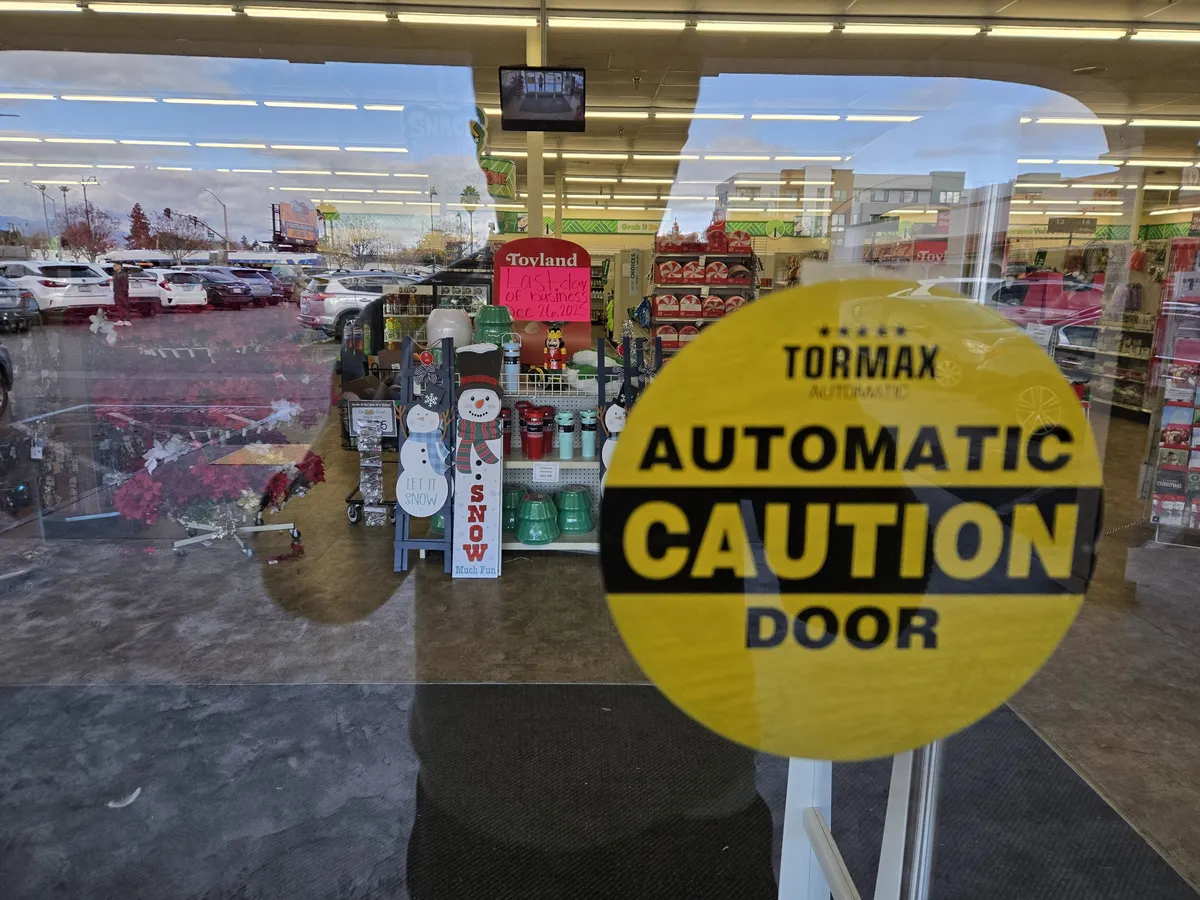 SNACK
Toyland
Last day
of business
Dec 26, 2025
LET IT
SNOW
SNOW
Much Fun
TORMAX
AUTOMATIC
AUTOMATIC
CAUTION
DOOR